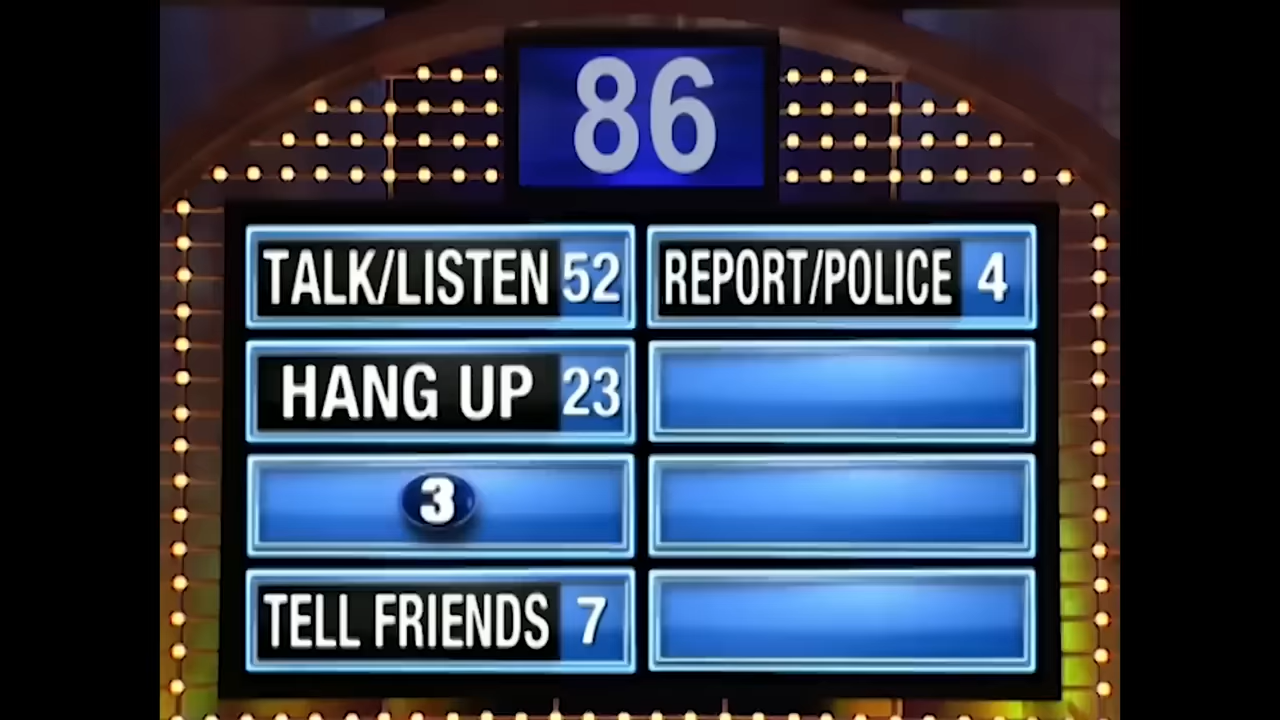 86
TALK/LISTEN 52
HANG UP 23
3
TELL FRIENDS 7
REPORT/POLICE 4